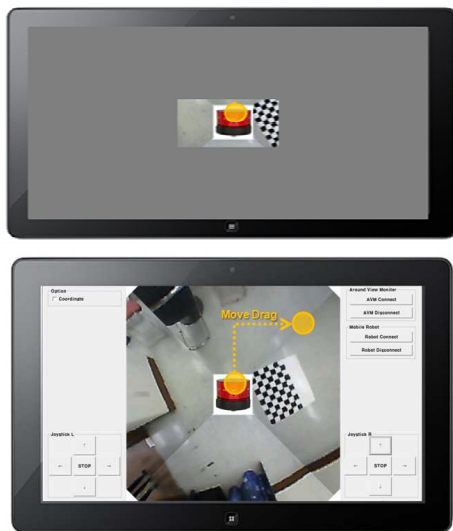 Option
Coordinate
Move Drag
Around View Moniter
AVM Connect
AVM Disconnect
Mobile Robot
Robot Connect
Robot Disconnect
Joystick L
↑
← STOP →
↓
Joystick R
↑
← STOP →
↓